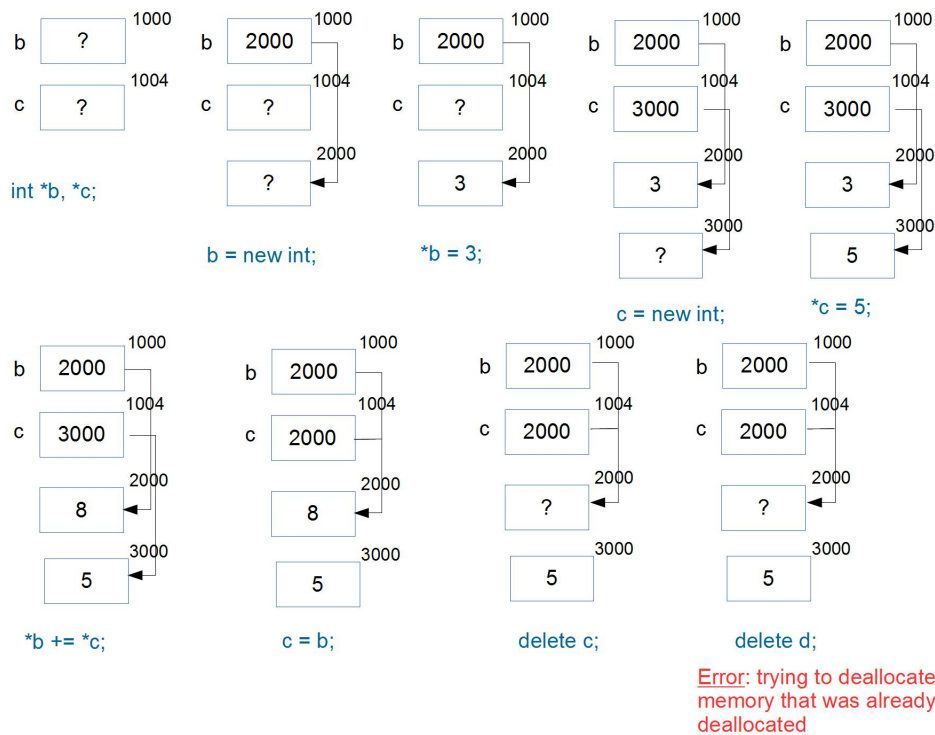 1000 1000 1000 1000 1000
b ? b 2000 b 2000 b 2000 b 2000
1004 1004 1004 1004 1004
c ? c ? c ? c 3000 c 3000
2000 2000 2000 2000
? 3 3 3
int *b, *c;
3000 3000
b = new int; *b = 3; ? 5
c = new int; *c = 5;
1000 1000 1000 1000
b 2000 b 2000 b 2000 b 2000
1004 1004 1004 1004
c 3000 c 2000 c 2000 c 2000
2000 2000 2000 2000
8 8 ? ?
3000 3000 3000 3000
5 5 5 5
*b += *c; c = b; delete c; delete d;
Error: trying to deallocate
memory that was already
deallocated